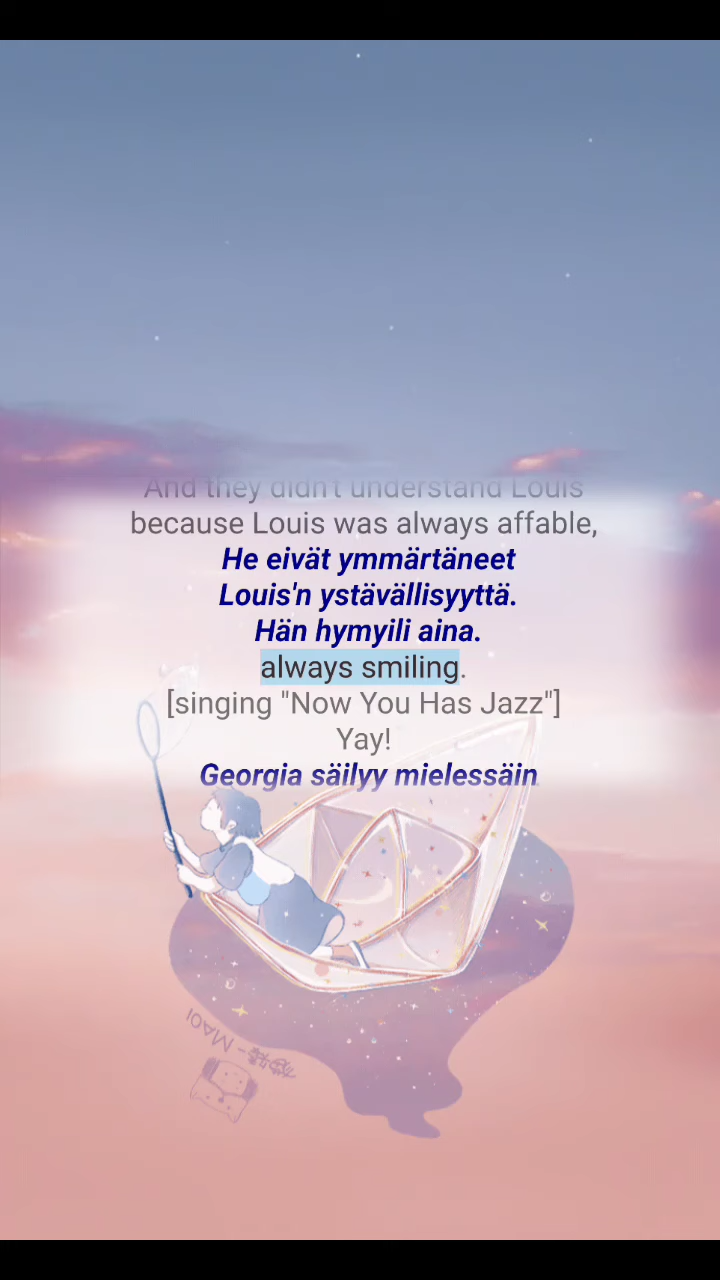 And they didn't understand Louis
because Louis was always affable,
He eivät ymmärtäneet
Louis'n ystävällisyyttä.
Hän hymyili aina.
always smiling.
[singing "Now You Has Jazz"]
Yay!
Georgia säilyy mielessäin
MAOI